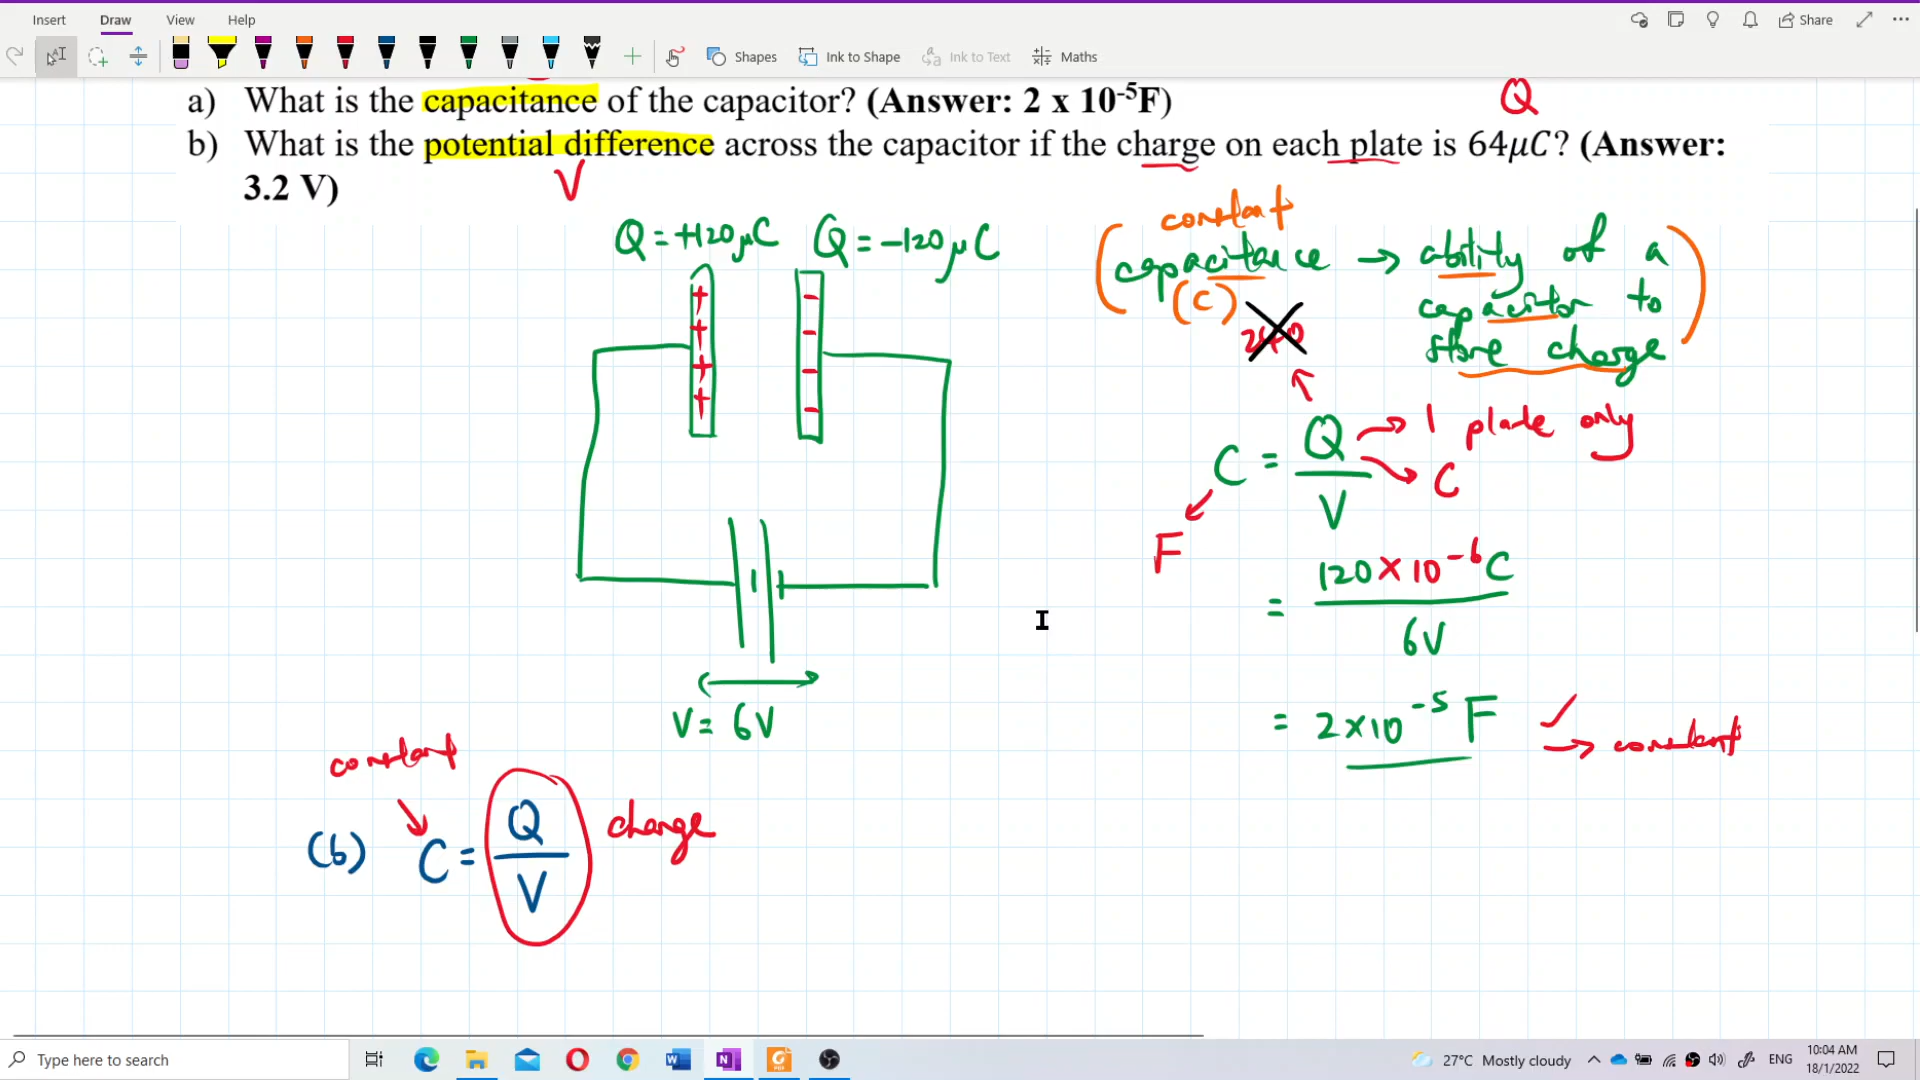 Insert Draw View Help
Share
Shapes Ink to Shape Ink to Text Maths
a) What is the capacitance of the capacitor? (Answer: 2 x 10⁻⁵F)
Q
b) What is the potential difference across the capacitor if the charge on each plate is 64μC? (Answer:
3.2 V)
V
Q = +120μC Q = -120μC
constant
capacitance → ability of a
(C) capacitor to
store charge
240
C = Q/V → 1 plate only
→ C
F
= 120 × 10⁻⁶ C / 6V
= 2×10⁻⁵ F ✓
→ constant
+ + + +
- - - -
V = 6V
constant
(b) C = Q/V change
Type here to search
27°C Mostly cloudy
ENG
10:04 AM
18/1/2022